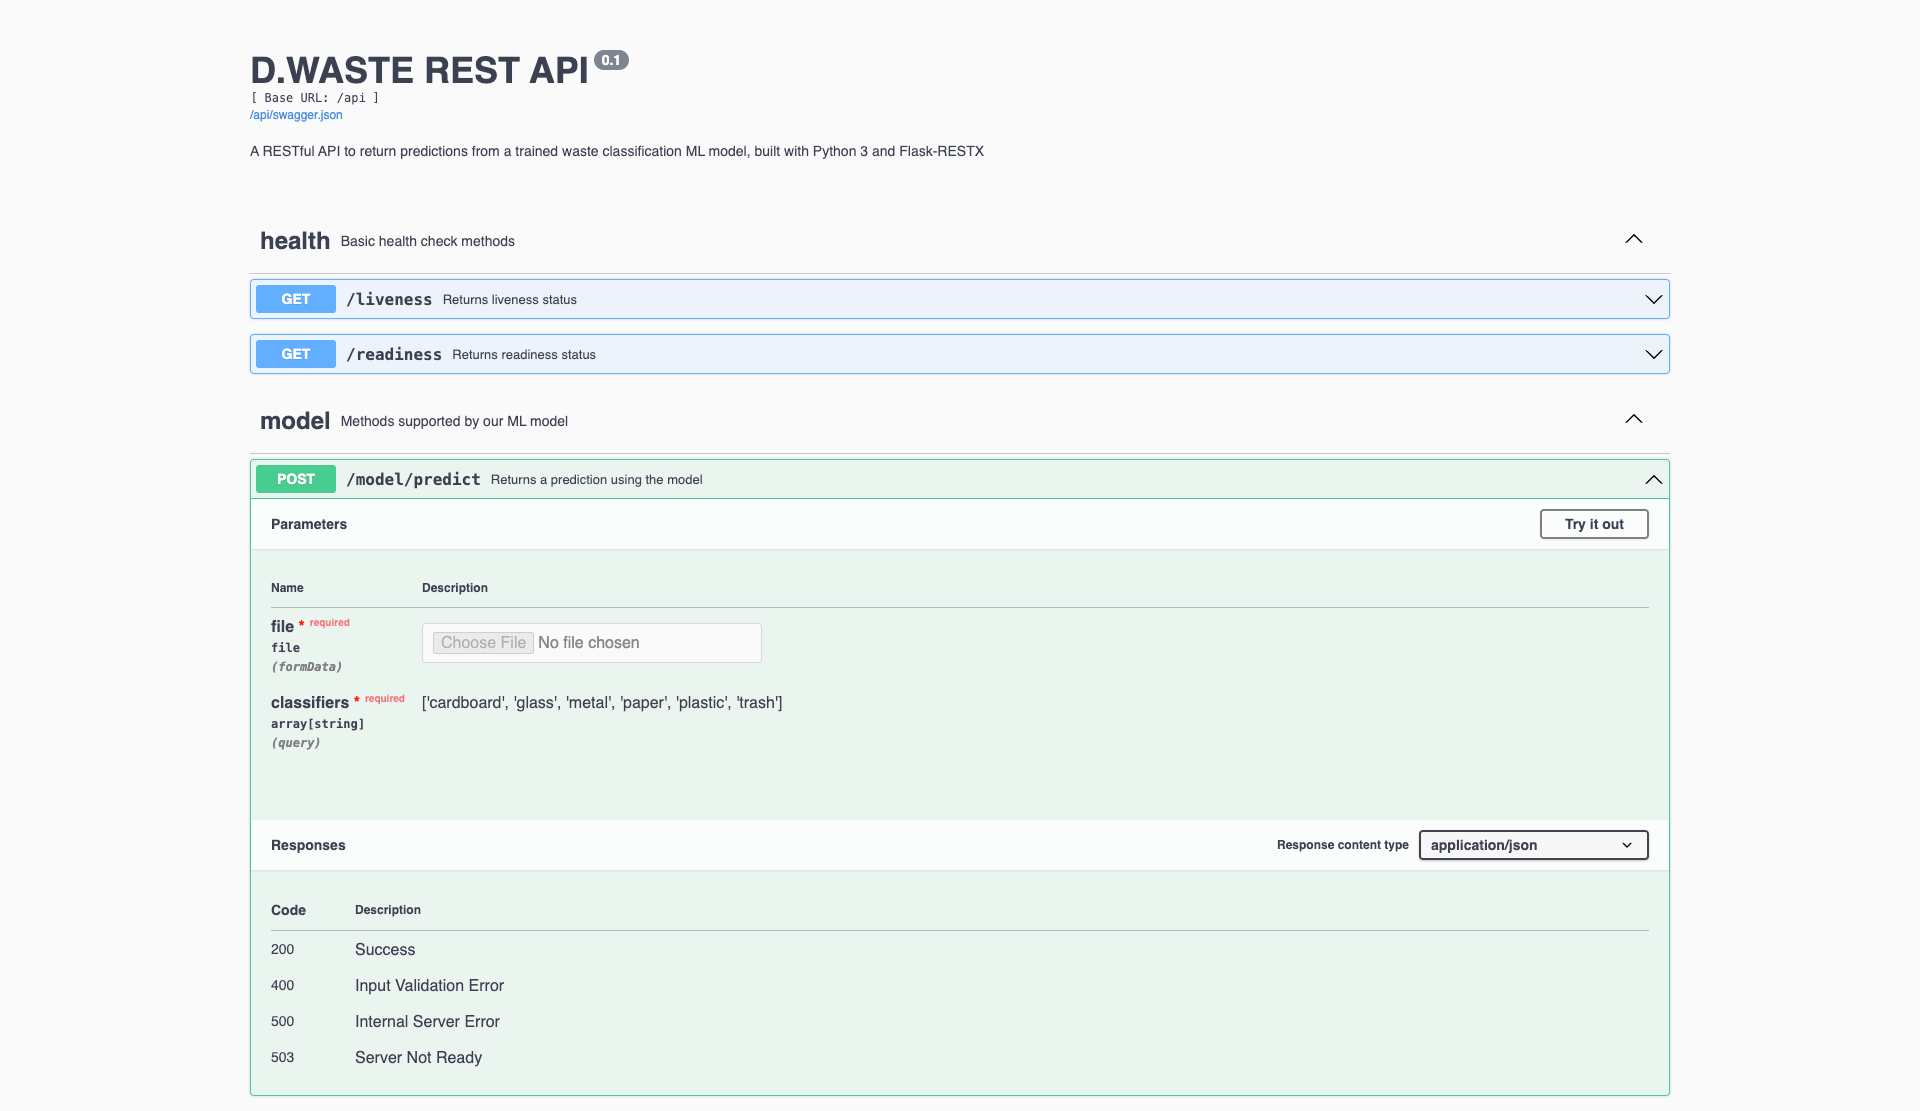 D.WASTE REST API 0.1
[ Base URL: /api ]
/api/swagger.json
A RESTful API to return predictions from a trained waste classification ML model, built with Python 3 and Flask-RESTX
health Basic health check methods
GET /liveness Returns liveness status
GET /readiness Returns readiness status
model Methods supported by our ML model
POST /model/predict Returns a prediction using the model
Parameters Try it out
Name Description
file * required
file
(formData)
Choose File No file chosen
classifiers * required
array[string]
(query)
['cardboard', 'glass', 'metal', 'paper', 'plastic', 'trash']
Responses Response content type application/json
Code Description
200 Success
400 Input Validation Error
500 Internal Server Error
503 Server Not Ready